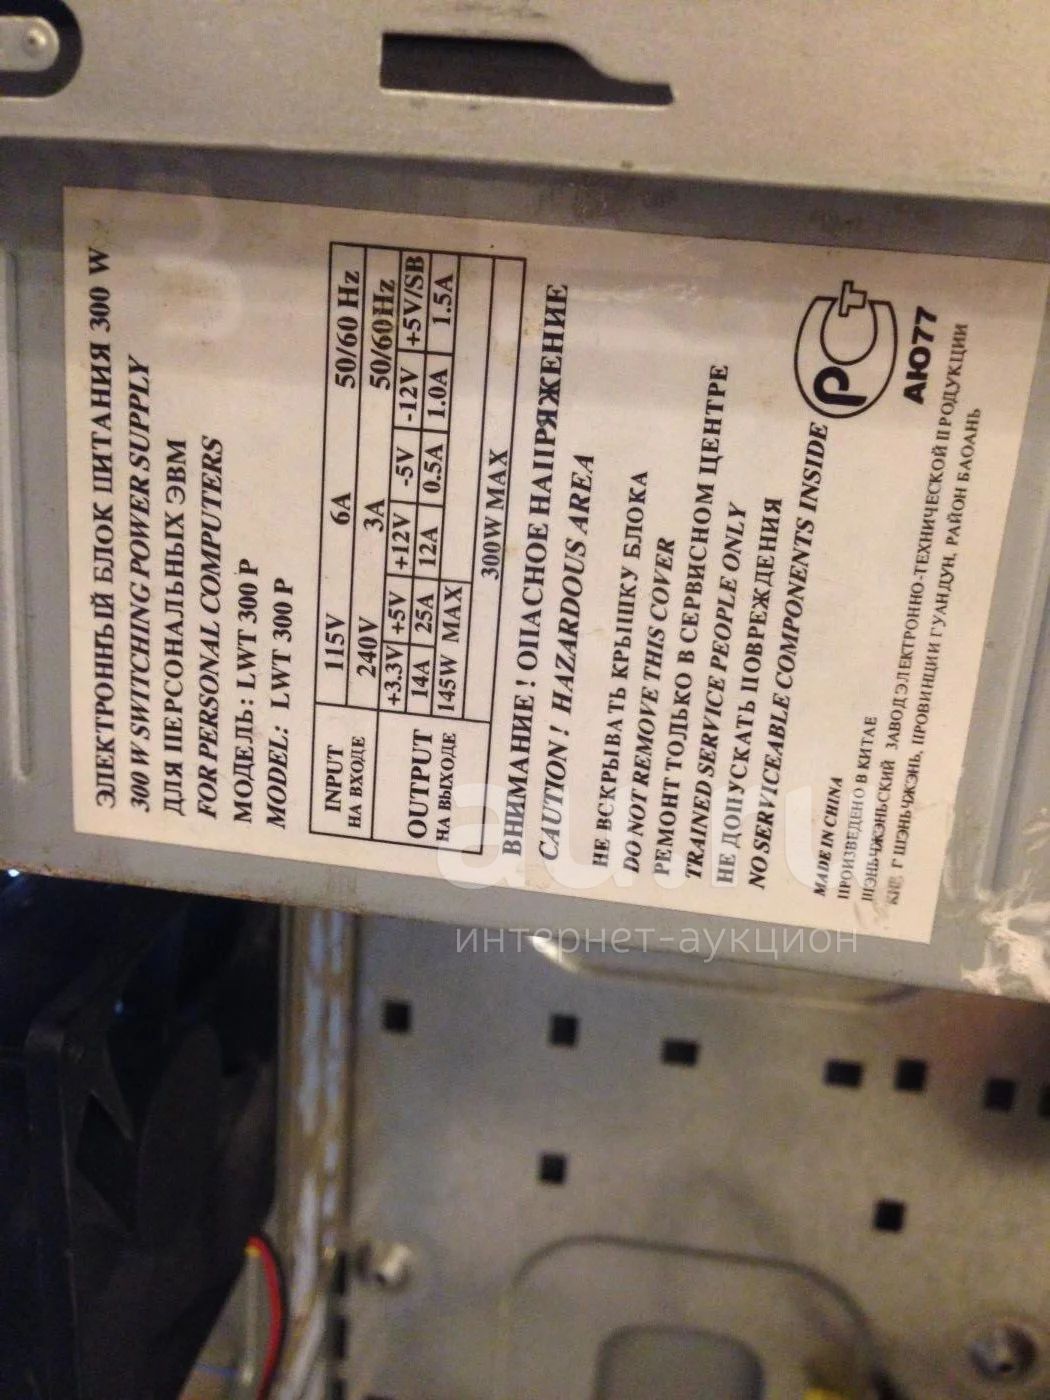 ЭЛЕКТРОННЫЙ БЛОК ПИТАНИЯ 300 W
300 W SWITCHING POWER SUPPLY
ДЛЯ ПЕРСОНАЛЬНЫХ ЭВМ
FOR PERSONAL COMPUTERS
МОДЕЛЬ: LWT 300 P
MODEL: LWT 300 P
INPUT 115V 6A 50/60 Hz
НА ВХОДЕ 240V 3A 50/60Hz
+3.3V +5V +12V -5V -12V +5V/SB
OUTPUT 14A 25A 12A 0.5A 1.0A 1.5A
НА ВЫХОДЕ 145W MAX
300W MAX
ВНИМАНИЕ ! ОПАСНОЕ НАПРЯЖЕНИЕ
CAUTION ! HAZARDOUS AREA
НЕ ВСКРЫВАТЬ КРЫШКУ БЛОКА
DO NOT REMOVE THIS COVER
РЕМОНТ ТОЛЬКО В СЕРВИСНОМ ЦЕНТРЕ
TRAINED SERVICE PEOPLE ONLY
НЕ ДОПУСКАТЬ ПОВРЕЖДЕНИЯ
NO SERVICEABLE COMPONENTS INSIDE
РСТ
АЮ77
MADE IN CHINA
ПРОИЗВЕДЕНО В КИТАЕ
ШЭНЬЧЖЭНЬСКИЙ ЗАВОД ЭЛЕКТРОННО-ТЕХНИЧЕСКОЙ ПРОДУКЦИИ
Г ШЭНЬЧЖЭНЬ, ПРОВИНЦИИ ГУАНДУН, РАЙОН БАОАНЬ
au.ru
интернет-аукцион